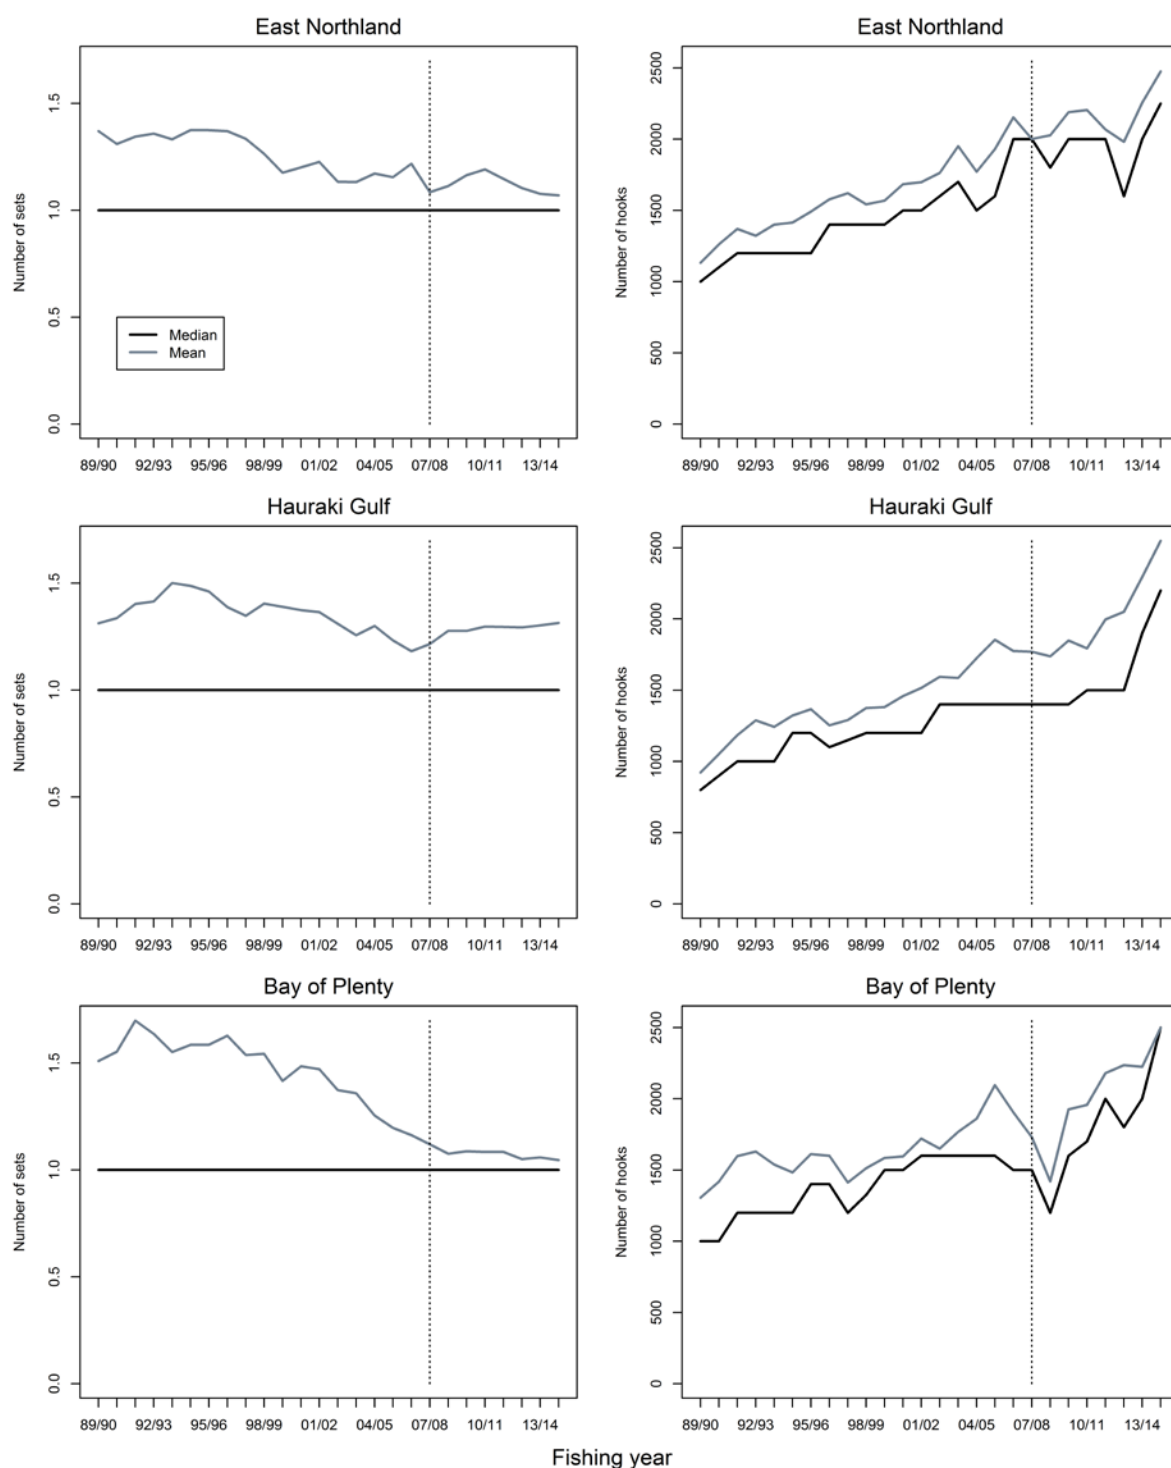 East Northland
Number of sets
1.5
1.0
0.5
0.0
Median
Mean
89/90 92/93 95/96 98/99 01/02 04/05 07/08 10/11 13/14
East Northland
Number of hooks
2500
2000
1500
1000
500
0
89/90 92/93 95/96 98/99 01/02 04/05 07/08 10/11 13/14
Hauraki Gulf
Number of sets
1.5
1.0
0.5
0.0
89/90 92/93 95/96 98/99 01/02 04/05 07/08 10/11 13/14
Hauraki Gulf
Number of hooks
2500
2000
1500
1000
500
0
89/90 92/93 95/96 98/99 01/02 04/05 07/08 10/11 13/14
Bay of Plenty
Number of sets
1.5
1.0
0.5
0.0
89/90 92/93 95/96 98/99 01/02 04/05 07/08 10/11 13/14
Bay of Plenty
Number of hooks
2500
2000
1500
1000
500
0
89/90 92/93 95/96 98/99 01/02 04/05 07/08 10/11 13/14
Fishing year